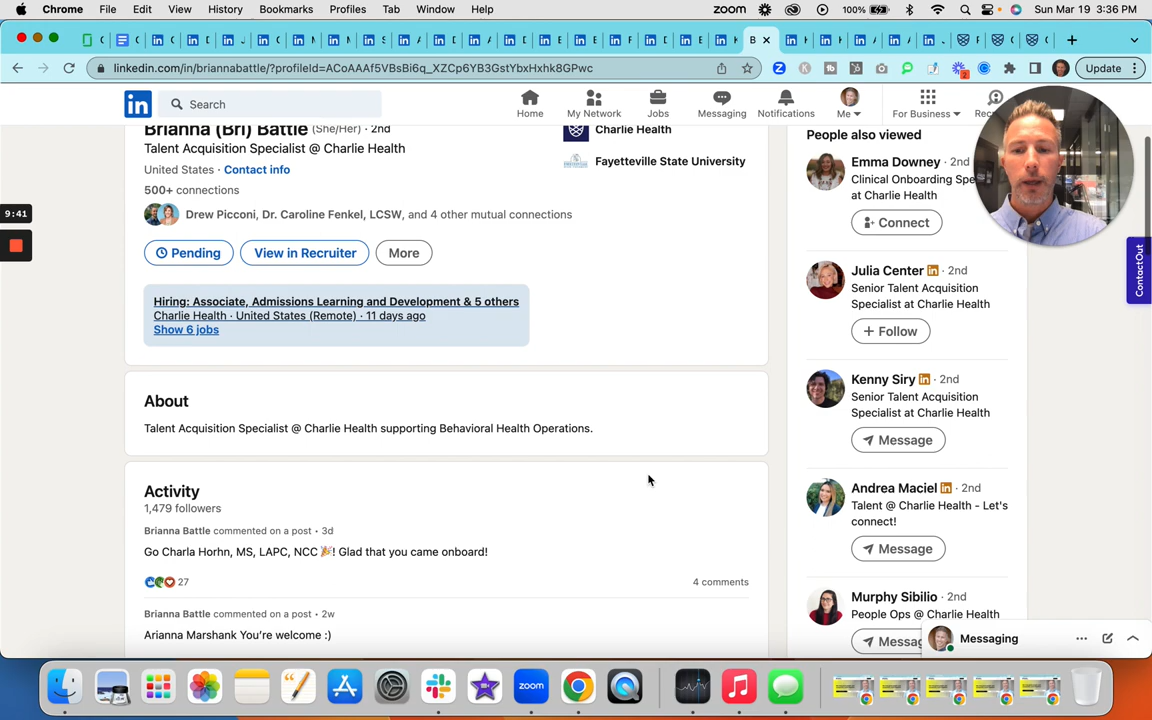 Chrome File Edit View History Bookmarks Profiles Tab Window Help
zoom 100% Sun Mar 19 3:36 PM
linkedin.com/in/briannabattle/?profileId=ACoAAAf5VBsBi6q_XZCp6YB3GstYbxHxhk8GPwc
Update
2
Search
Home
My Network
Jobs
Messaging
Notifications
Me
For Business
Brianna (Bri) Battle (She/Her) · 2nd
Talent Acquisition Specialist @ Charlie Health
United States · Contact info
500+ connections
Drew Picconi, Dr. Caroline Fenkel, LCSW, and 4 other mutual connections
Pending
View in Recruiter
More
Charlie Health
Fayetteville State University
Hiring: Associate, Admissions Learning and Development & 5 others
Charlie Health · United States (Remote) · 11 days ago
Show 6 jobs
About
Talent Acquisition Specialist @ Charlie Health supporting Behavioral Health Operations.
Activity
1,479 followers
Brianna Battle commented on a post • 3d
Go Charla Horhn, MS, LAPC, NCC 🎉! Glad that you came onboard!
27
4 comments
Brianna Battle commented on a post • 2w
Arianna Marshank You’re welcome :)
People also viewed
Emma Downey · 2nd
Clinical Onboarding Spe
at Charlie Health
Connect
Julia Center in · 2nd
Senior Talent Acquisition
Specialist at Charlie Health
+ Follow
Kenny Siry in · 2nd
Senior Talent Acquisition
Specialist at Charlie Health
Message
Andrea Maciel in · 2nd
Talent @ Charlie Health - Let's
connect!
Message
Murphy Sibilio · 2nd
People Ops @ Charlie Health
Messag
Messaging
9:41
ContactOut
zoom